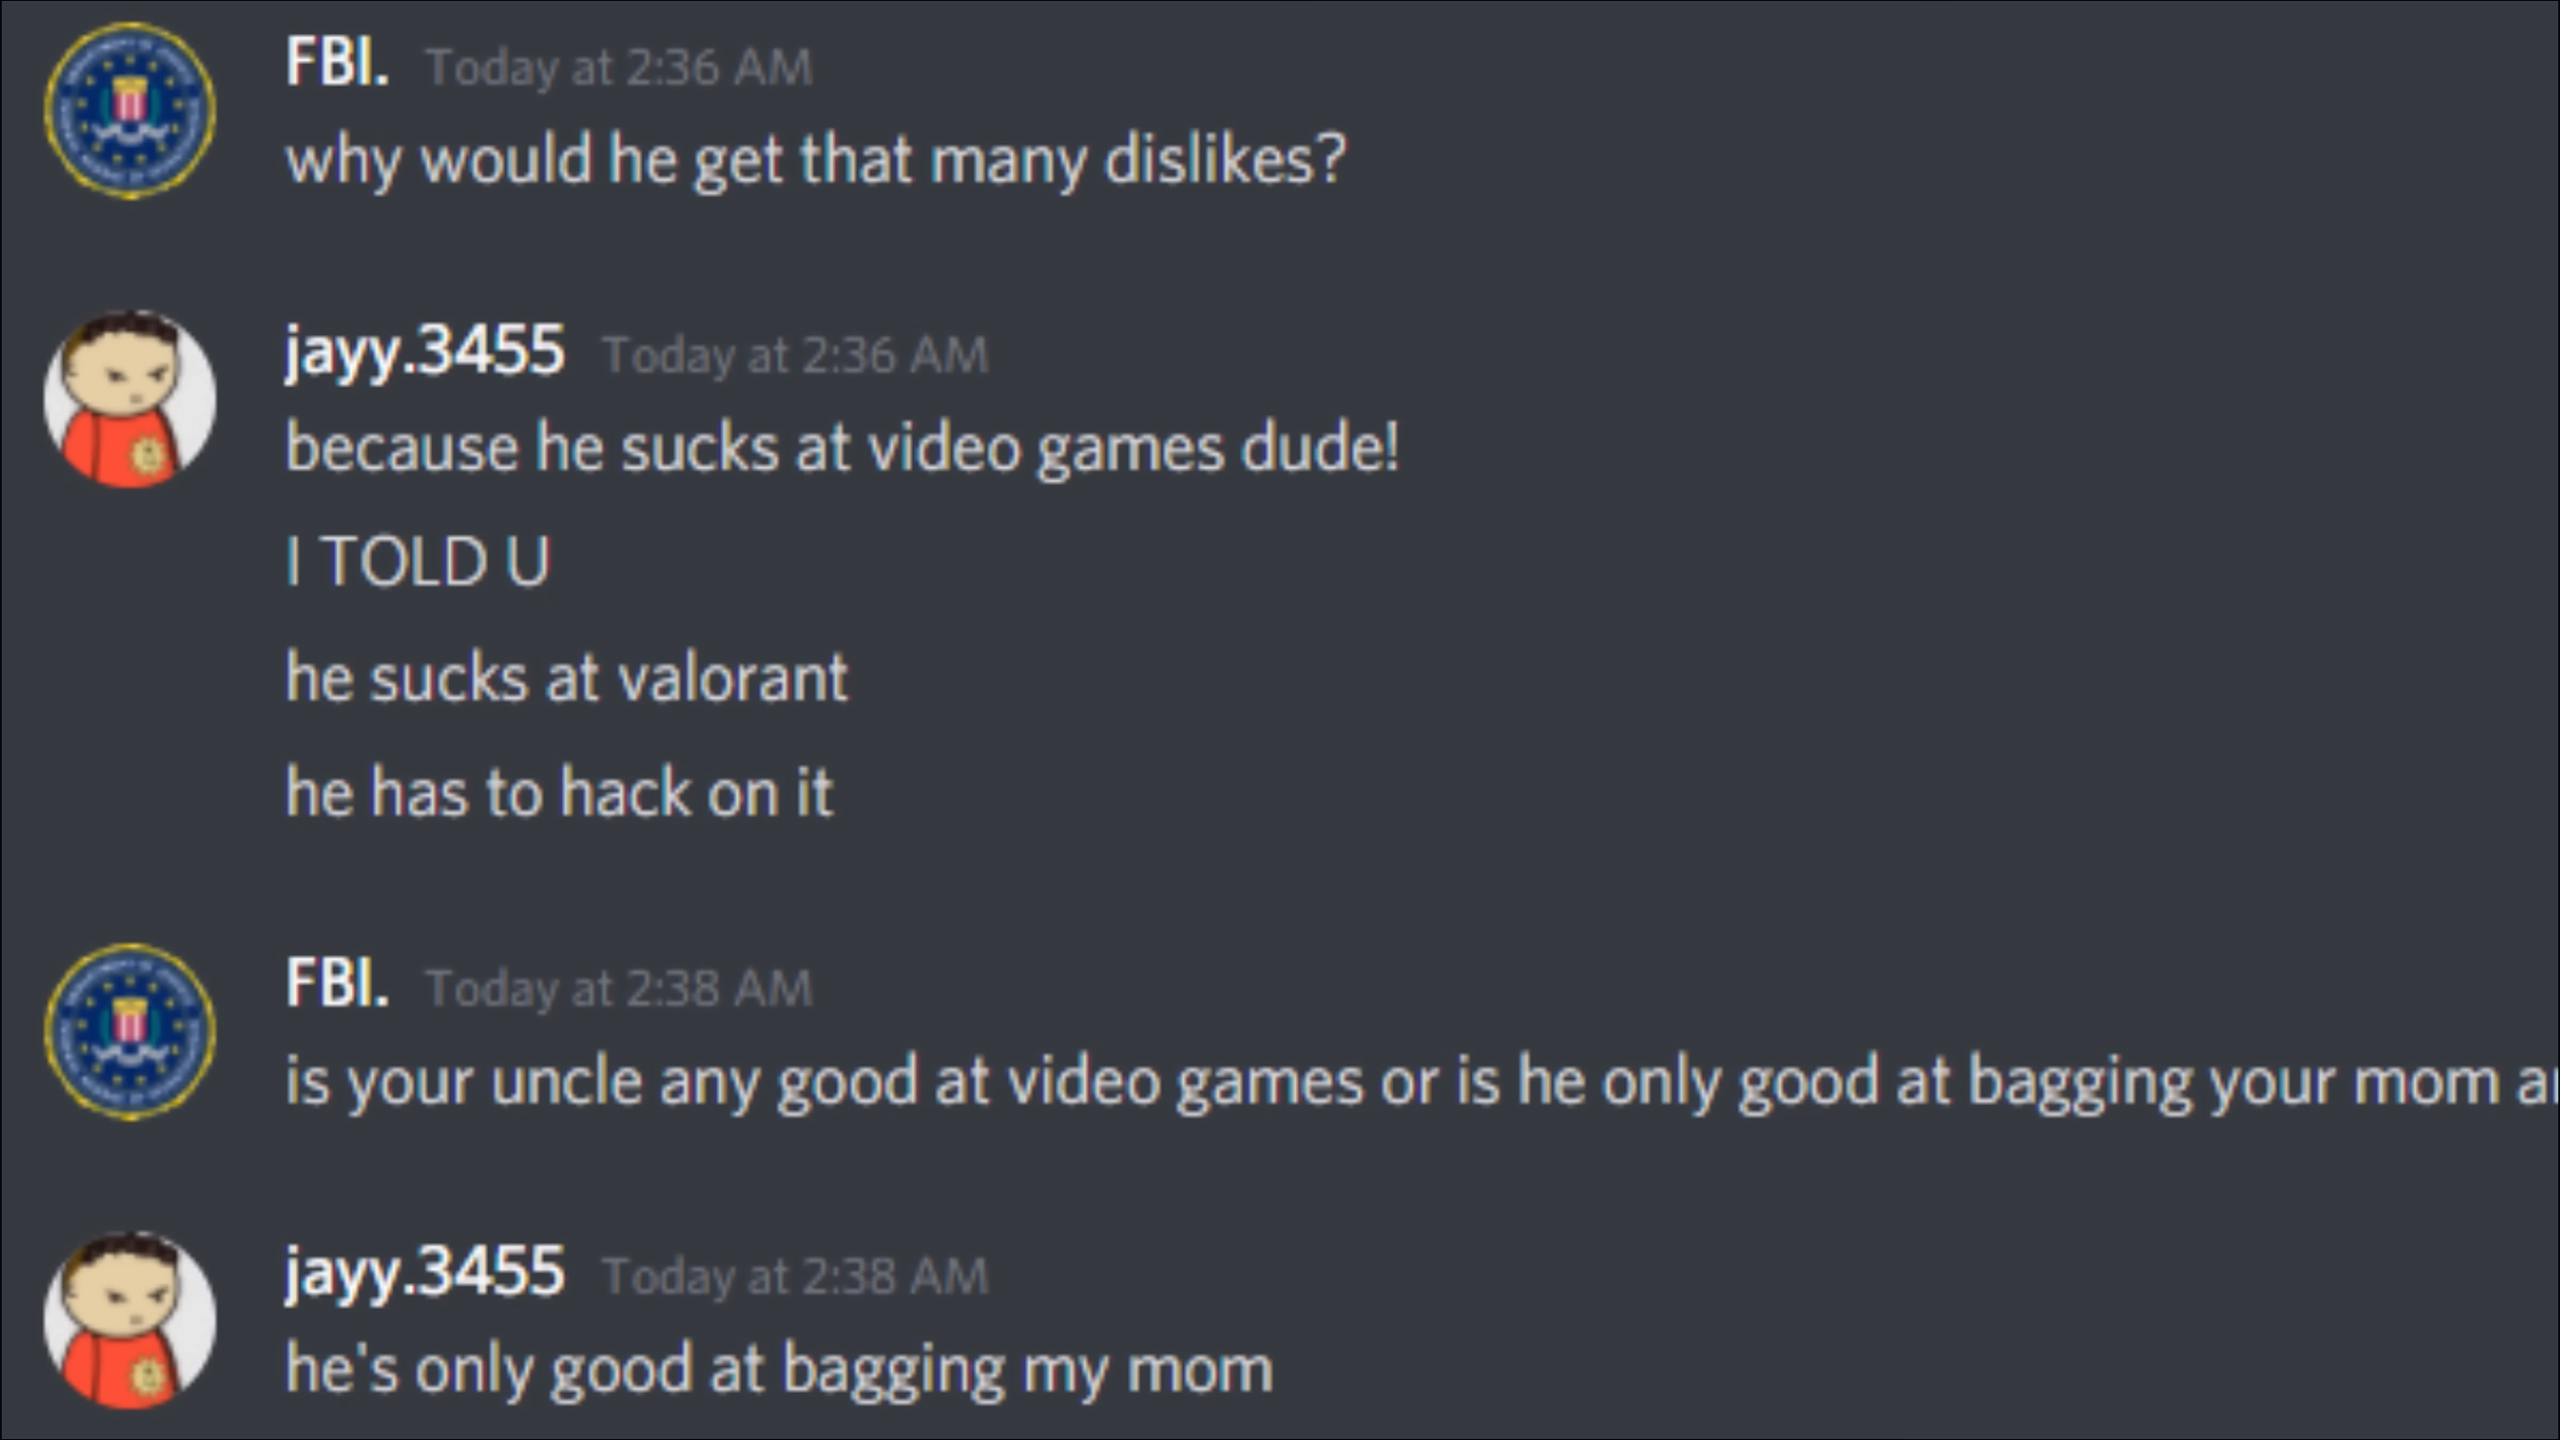 FBI. Today at 2:36 AM
why would he get that many dislikes?
jayy.3455 Today at 2:36 AM
because he sucks at video games dude!
I TOLD U
he sucks at valorant
he has to hack on it
FBI. Today at 2:38 AM
is your uncle any good at video games or is he only good at bagging your mom
jayy.3455 Today at 2:38 AM
he's only good at bagging my mom